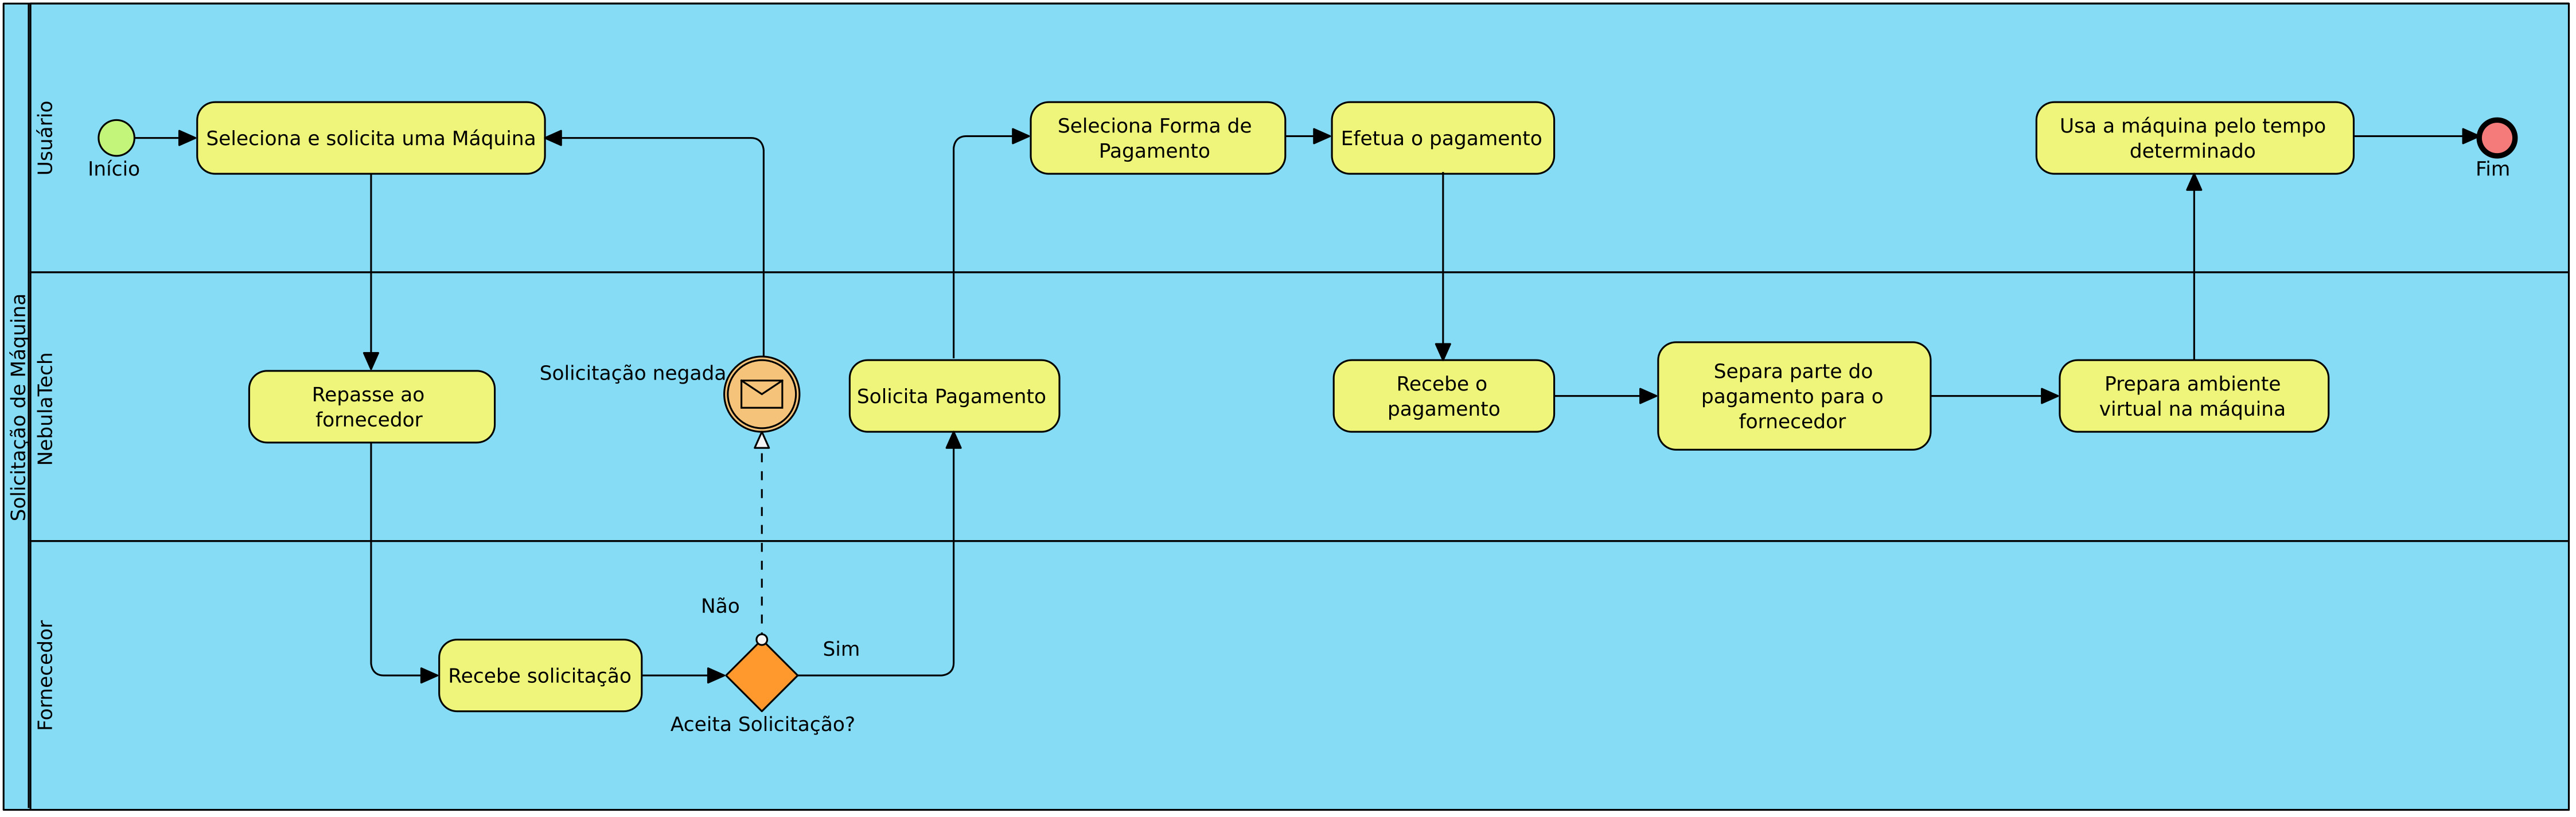 Solicitação de Máquina
Usuário
Início
Seleciona e solicita uma Máquina
Seleciona Forma de
Pagamento
Efetua o pagamento
Usa a máquina pelo tempo
determinado
Fim
NebulaTech
Repasse ao
fornecedor
Solicitação negada
Solicita Pagamento
Recebe o
pagamento
Separa parte do
pagamento para o
fornecedor
Prepara ambiente
virtual na máquina
Fornecedor
Recebe solicitação
Não
Sim
Aceita Solicitação?